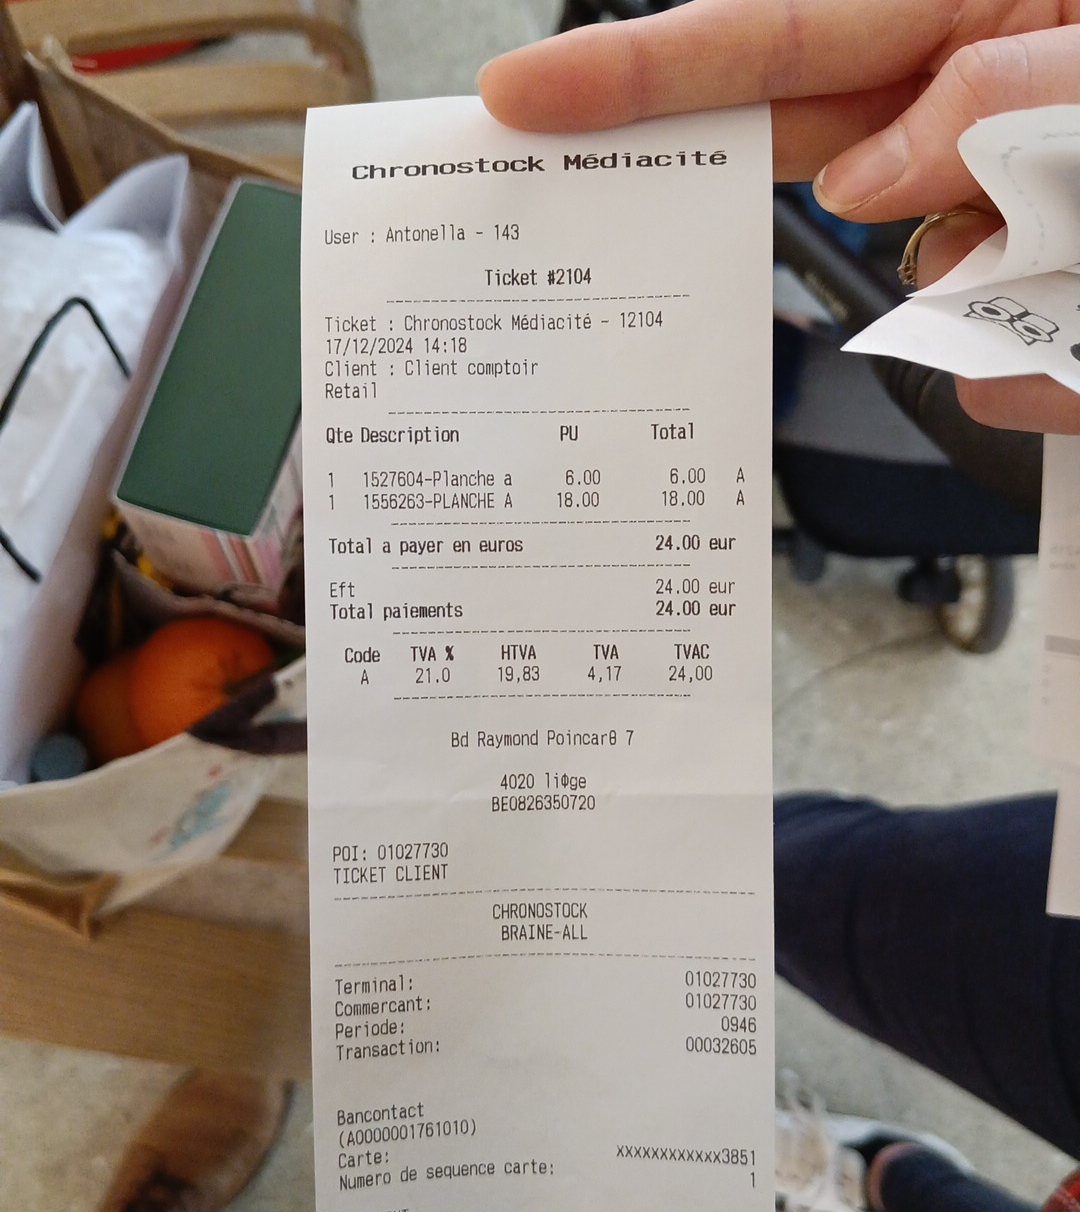 Chronostock Médiacité
User : Antonella - 143
Ticket #2104
Ticket : Chronostock Médiacité - 12104
17/12/2024 14:18
Client : Client comptoir
Retail
Qte Description PU Total
1 1527604-Planche a 6.00 6.00 A
1 1556263-PLANCHE A 18.00 18.00 A
Total a payer en euros 24.00 eur
Eft 24.00 eur
Total paiements 24.00 eur
Code TVA % HTVA TVA TVAC
A 21.0 19,83 4,17 24,00
Bd Raymond Poincarθ 7
4020 liΦge
BE0826350720
POI: 01027730
TICKET CLIENT
CHRONOSTOCK
BRAINE-ALL
Terminal: 01027730
Commercant: 01027730
Periode: 0946
Transaction: 00032605
Bancontact
(A0000001761010)
Carte: xxxxxxxxxxxx3851
Numero de sequence carte: 1